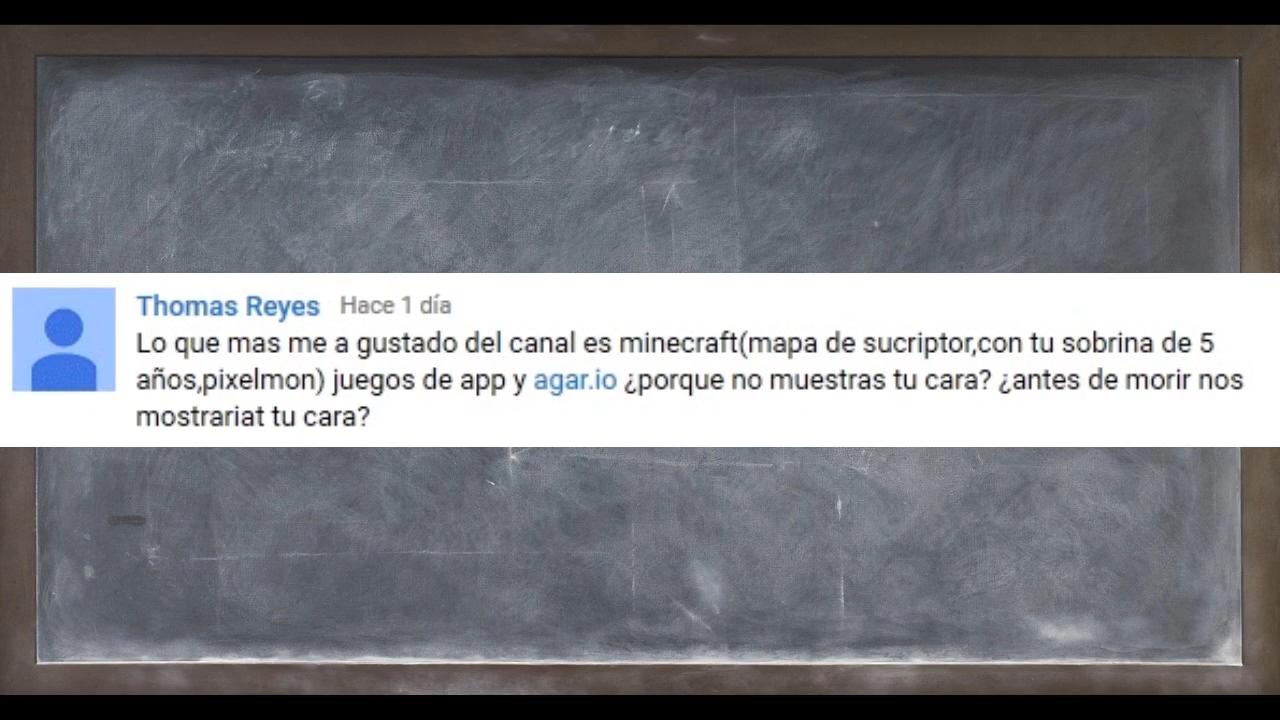 Thomas Reyes Hace 1 día
Lo que mas me a gustado del canal es minecraft(mapa de sucriptor,con tu sobrina de 5
años,pixelmon) juegos de app y agar.io ¿porque no muestras tu cara? ¿antes de morir nos
mostrariat tu cara?